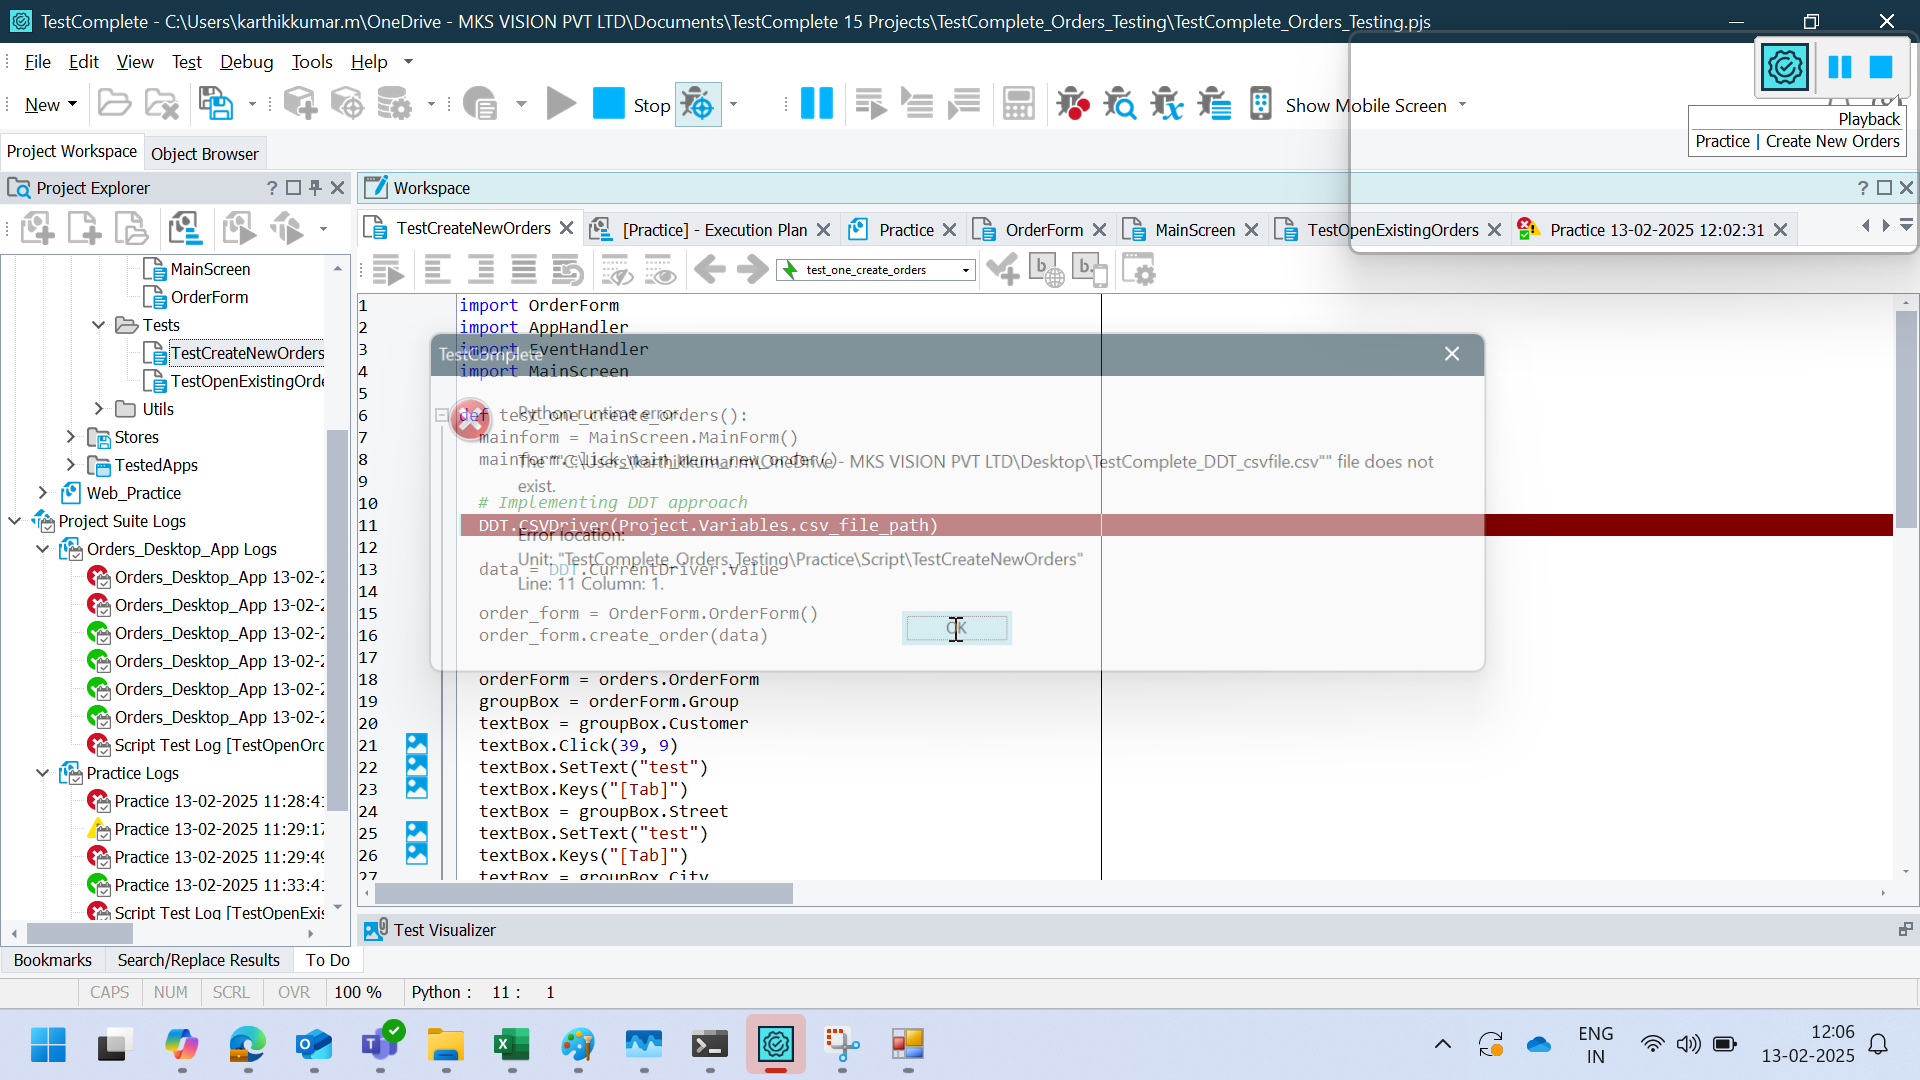 TestComplete - C:\Users\karthikkumar.m\OneDrive - MKS VISION PVT LTD\Documents\TestComplete 15 Projects\TestComplete_Orders_Testing\TestComplete_Orders_Testing.pjs
File Edit View Test Debug Tools Help
New
Stop
Show Mobile Screen
Playback
Practice | Create New Orders
Project Workspace
Object Browser
Project Explorer
?
Workspace
?
TestCreateNewOrders
[Practice] - Execution Plan
Practice
OrderForm
MainScreen
TestOpenExistingOrders
Practice 13-02-2025 12:02:31
test_one_create_orders
MainScreen
OrderForm
Tests
TestCreateNewOrders
TestOpenExistingOrde
Utils
Stores
TestedApps
Web_Practice
Project Suite Logs
Orders_Desktop_App Logs
Orders_Desktop_App 13-02-2
Orders_Desktop_App 13-02-2
Orders_Desktop_App 13-02-2
Orders_Desktop_App 13-02-2
Orders_Desktop_App 13-02-2
Orders_Desktop_App 13-02-2
Script Test Log [TestOpenOrd
Practice Logs
Practice 13-02-2025 11:28:41
Practice 13-02-2025 11:29:17
Practice 13-02-2025 11:29:49
Practice 13-02-2025 11:33:41
Script Test Log [TestOpenExis
1 import OrderForm
2 import AppHandler
3 import EventHandler
4 import MainScreen
5
6 def test_one_create_orders():
7 mainform = MainScreen.MainForm()
8 mainform.click_main_menu_new_order()
9
10 # Implementing DDT approach
11 DDT.CSVDriver(Project.Variables.csv_file_path)
12
13 data = DDT.CurrentDriver.Value
14
15 order_form = OrderForm.OrderForm()
16 order_form.create_order(data)
17
18 orderForm = orders.OrderForm
19 groupBox = orderForm.Group
20 textBox = groupBox.Customer
21 textBox.Click(39, 9)
22 textBox.SetText("test")
23 textBox.Keys("[Tab]")
24 textBox = groupBox.Street
25 textBox.SetText("test")
26 textBox.Keys("[Tab]")
27 textBox = groupBox.City
TestComplete
Python runtime error.
The ""C:\Users\karthikkumar.m\OneDrive - MKS VISION PVT LTD\Desktop\TestComplete_DDT_csvfile.csv"" file does not
exist.
Error location:
Unit: "TestComplete_Orders_Testing\Practice\Script\TestCreateNewOrders"
Line: 11 Column: 1.
OK
Test Visualizer
Bookmarks
Search/Replace Results
To Do
CAPS NUM SCRL OVR 100 % Python : 11 : 1
ENG
IN
12:06
13-02-2025